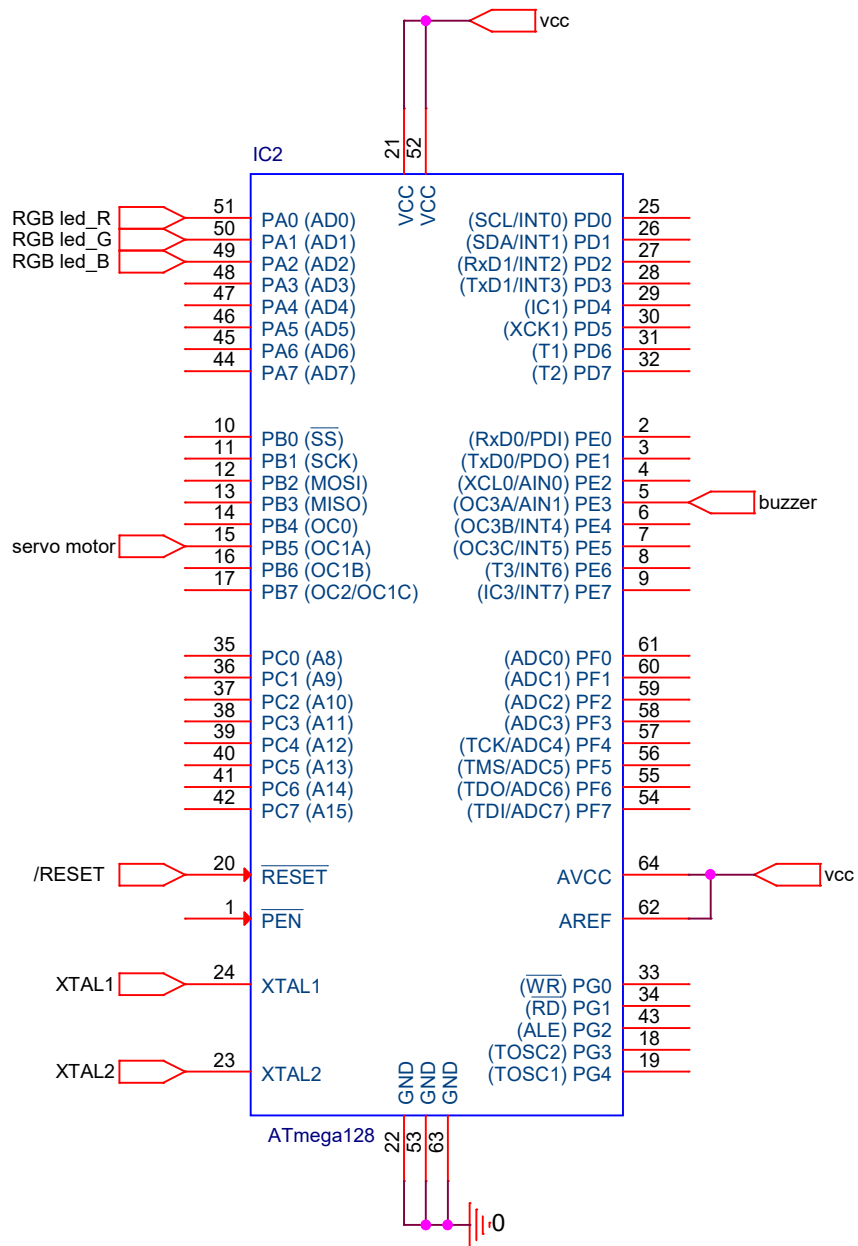 vcc
IC2
21
52
VCC
VCC
RGB led_R
51
PA0 (AD0)
RGB led_G
50
PA1 (AD1)
RGB led_B
49
PA2 (AD2)
48
PA3 (AD3)
47
PA4 (AD4)
46
PA5 (AD5)
45
PA6 (AD6)
44
PA7 (AD7)
(SCL/INT0) PD0
25
(SDA/INT1) PD1
26
(RxD1/INT2) PD2
27
(TxD1/INT3) PD3
28
(IC1) PD4
29
(XCK1) PD5
30
(T1) PD6
31
(T2) PD7
32
10
PB0 (SS)
11
PB1 (SCK)
12
PB2 (MOSI)
13
PB3 (MISO)
14
PB4 (OC0)
servo motor
15
PB5 (OC1A)
16
PB6 (OC1B)
17
PB7 (OC2/OC1C)
(RxD0/PDI) PE0
2
(TxD0/PDO) PE1
3
(XCL0/AIN0) PE2
4
(OC3A/AIN1) PE3
5
buzzer
(OC3B/INT4) PE4
6
(OC3C/INT5) PE5
7
(T3/INT6) PE6
8
(IC3/INT7) PE7
9
35
PC0 (A8)
36
PC1 (A9)
37
PC2 (A10)
38
PC3 (A11)
39
PC4 (A12)
40
PC5 (A13)
41
PC6 (A14)
42
PC7 (A15)
(ADC0) PF0
61
(ADC1) PF1
60
(ADC2) PF2
59
(ADC3) PF3
58
(TCK/ADC4) PF4
57
(TMS/ADC5) PF5
56
(TDO/ADC6) PF6
55
(TDI/ADC7) PF7
54
/RESET
20
RESET
1
PEN
AVCC
64
vcc
AREF
62
XTAL1
24
XTAL1
XTAL2
23
XTAL2
(WR) PG0
33
(RD) PG1
34
(ALE) PG2
43
(TOSC2) PG3
18
(TOSC1) PG4
19
GND
GND
GND
ATmega128
22
53
63
0